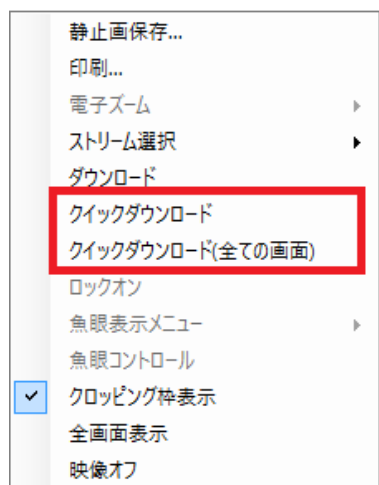 静止画保存...
印刷...
電子ズーム
ストリーム選択
ダウンロード
クイックダウンロード
クイックダウンロード(全ての画面)
ロックオン
魚眼表示メニュー
魚眼コントロール
クロッピング枠表示
全画面表示
映像オフ